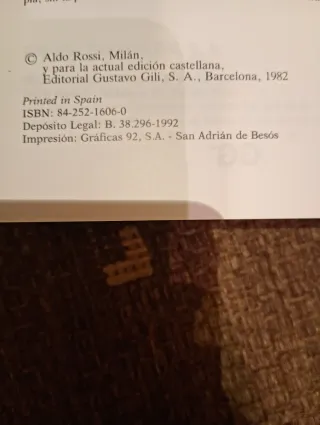 © Aldo Rossi, Milán,
y para la actual edición castellana,
Editorial Gustavo Gili, S. A., Barcelona, 1982
Printed in Spain
ISBN: 84-252-1606-0
Depósito Legal: B. 38.296-1992
Impresión: Gráficas 92, S.A. - San Adrián de Besós